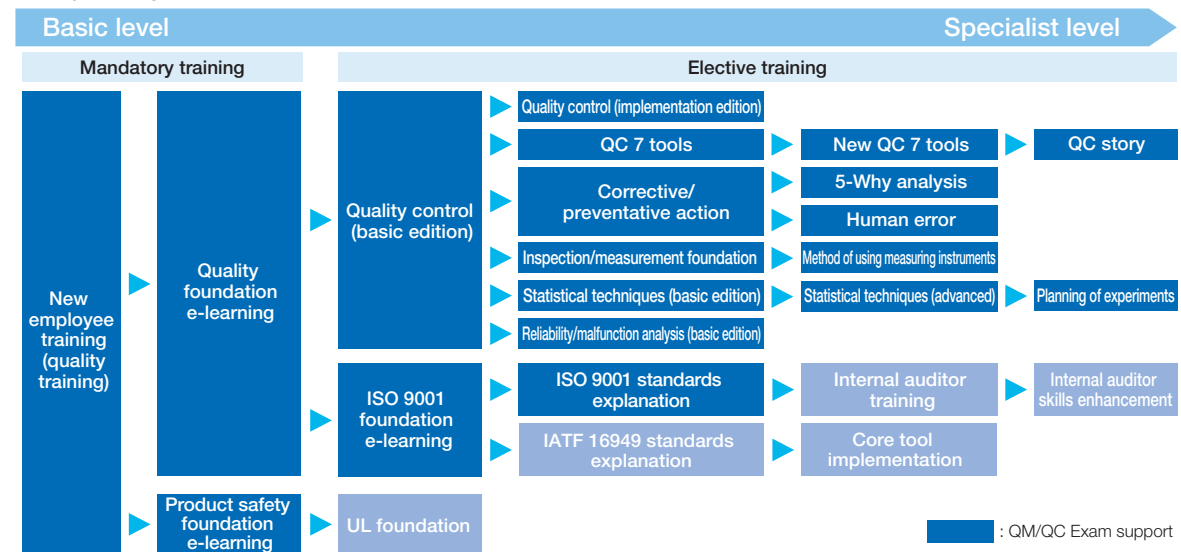 Basic level
Specialist level
Mandatory training
Elective training
New
employee
training
(quality
training)
Quality
foundation
e-learning
Product safety
foundation
e-learning
Quality control
(basic edition)
ISO 9001
foundation
e-learning
UL foundation
Quality control (implementation edition)
QC 7 tools
New QC 7 tools
QC story
Corrective/
preventative action
5-Why analysis
Human error
Inspection/measurement foundation
Method of using measuring instruments
Statistical techniques (basic edition)
Statistical techniques (advanced)
Planning of experiments
Reliability/malfunction analysis (basic edition)
ISO 9001 standards
explanation
Internal auditor
training
Internal auditor
skills enhancement
IATF 16949 standards
explanation
Core tool
implementation
: QM/QC Exam support